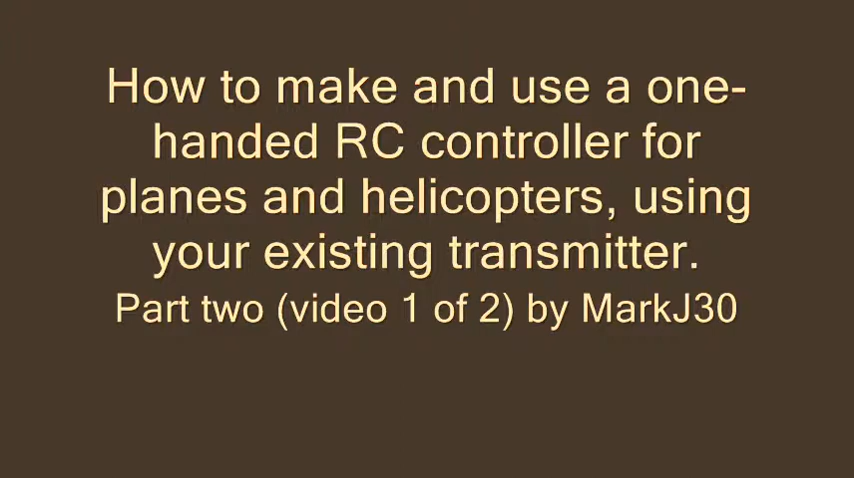 How to make and use a one-
handed RC controller for
planes and helicopters, using
your existing transmitter.
Part two (video 1 of 2) by MarkJ30